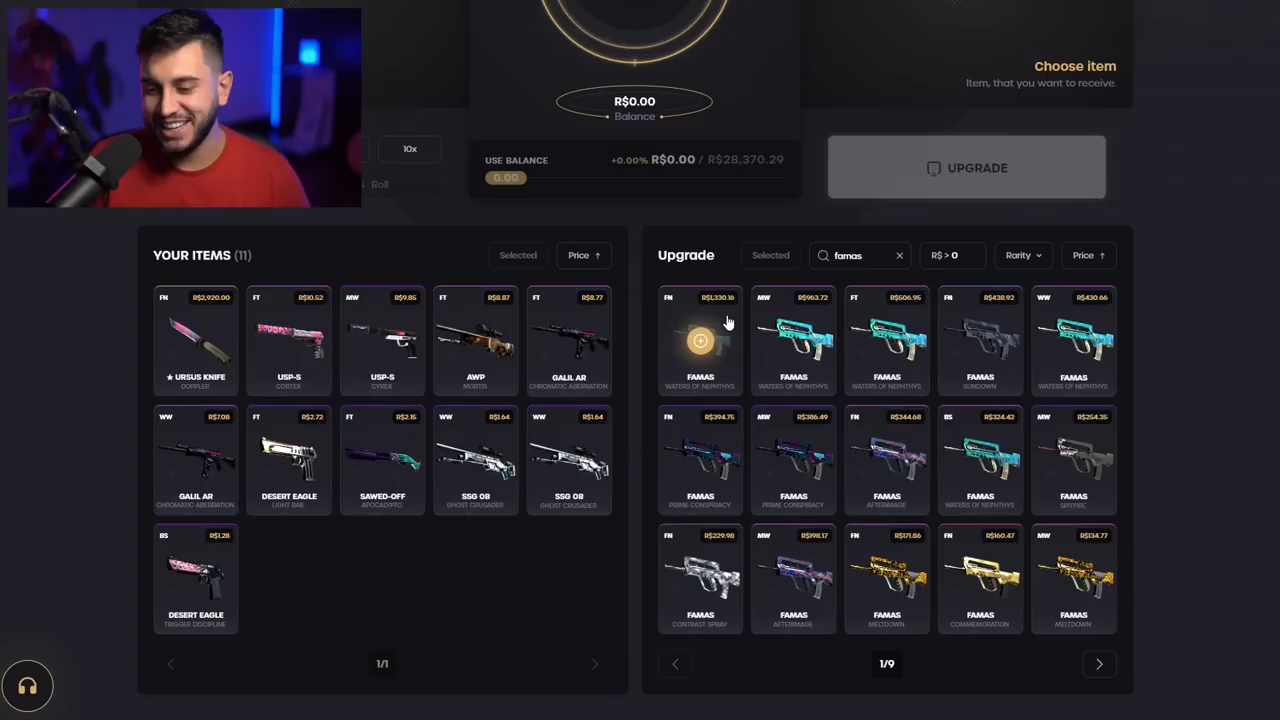 Choose item
Item, that you want to receive.
R$0.00
Balance
10x
Roll
USE BALANCE
+0.00% R$0.00 / R$28,370.29
0.00
UPGRADE
YOUR ITEMS (11)
Selected
Price ↑
FN R$2,920.00
★ URSUS KNIFE
DOPPLER
FT R$10.52
USP-S
CORTEX
MW R$9.85
USP-S
CYREX
FT R$8.87
AWP
MORTIS
FT R$8.77
GALIL AR
CHROMATIC ABERRATION
WW R$7.08
GALIL AR
CHROMATIC ABERRATION
FT R$2.72
DESERT EAGLE
LIGHT RAIL
FT R$2.15
SAWED-OFF
APOCALYPTO
WW R$1.64
SSG 08
GHOST CRUSADER
WW R$1.64
SSG 08
GHOST CRUSADER
BS R$1.28
DESERT EAGLE
TRIGGER DISCIPLINE
1/1
Upgrade
Selected
famas
R$ > 0
Rarity
Price ↑
FN R$1,330.16
FAMAS
WATERS OF NEPHTHYS
MW R$963.72
FAMAS
WATERS OF NEPHTHYS
FT R$506.95
FAMAS
WATERS OF NEPHTHYS
FN R$438.92
FAMAS
SUNDOWN
WW R$430.66
FAMAS
WATERS OF NEPHTHYS
FN R$394.75
FAMAS
PRIME CONSPIRACY
MW R$386.49
FAMAS
PRIME CONSPIRACY
FN R$344.68
FAMAS
AFTERIMAGE
BS R$324.42
FAMAS
WATERS OF NEPHTHYS
MW R$254.35
FAMAS
SPITFIRE
FN R$229.98
FAMAS
CONTRAST SPRAY
MW R$198.17
FAMAS
AFTERIMAGE
FN R$171.86
FAMAS
MELTDOWN
FN R$160.47
FAMAS
COMMEMORATION
MW R$134.77
FAMAS
MELTDOWN
1/9